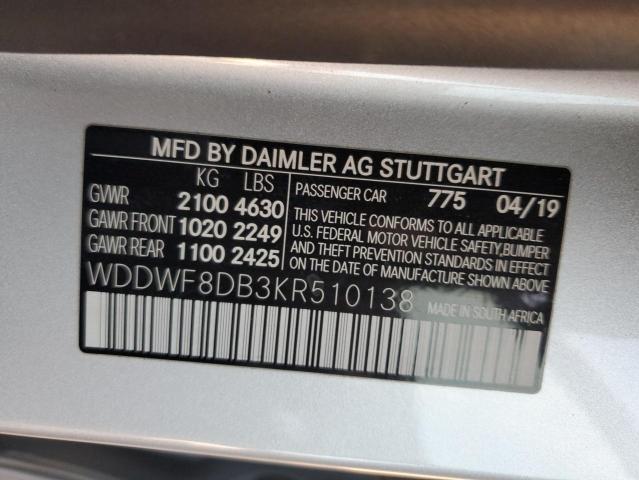 MFD BY DAIMLER AG STUTTGART
KG LBS
GVWR 2100 4630
GAWR FRONT 1020 2249
GAWR REAR 1100 2425
PASSENGER CAR 775 04/19
THIS VEHICLE CONFORMS TO ALL APPLICABLE
U.S. FEDERAL MOTOR VEHICLE SAFETY, BUMPER
AND THEFT PREVENTION STANDARDS IN EFFECT
ON THE DATE OF MANUFACTURE SHOWN ABOVE
WDDWF8DB3KR510138
MADE IN SOUTH AFRICA